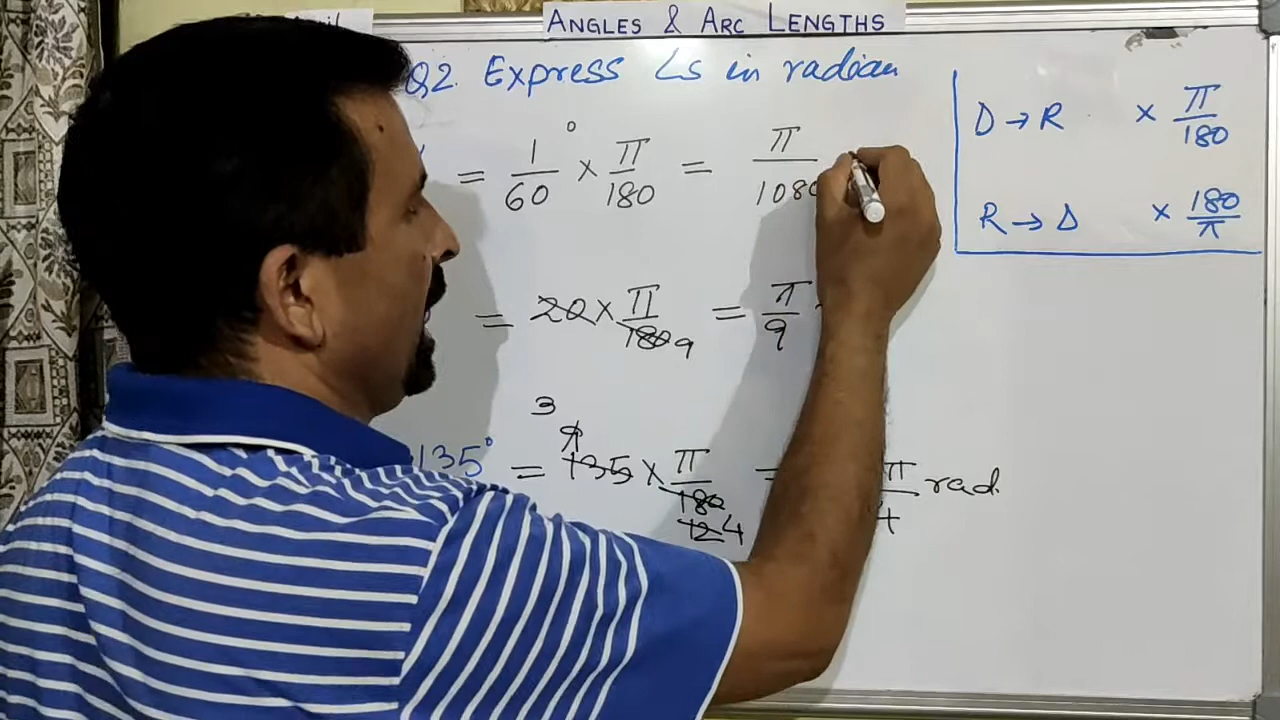 ANGLES & ARC LENGTHS
Q2. Express ∠s in radian
= 1/60° × π/180 = π/1080
D → R × π/180
R → D × 180/π
= 20 × π/180 9 = π/9
3
9
135° = 135 × π/180 = π/4 rad.
12 4